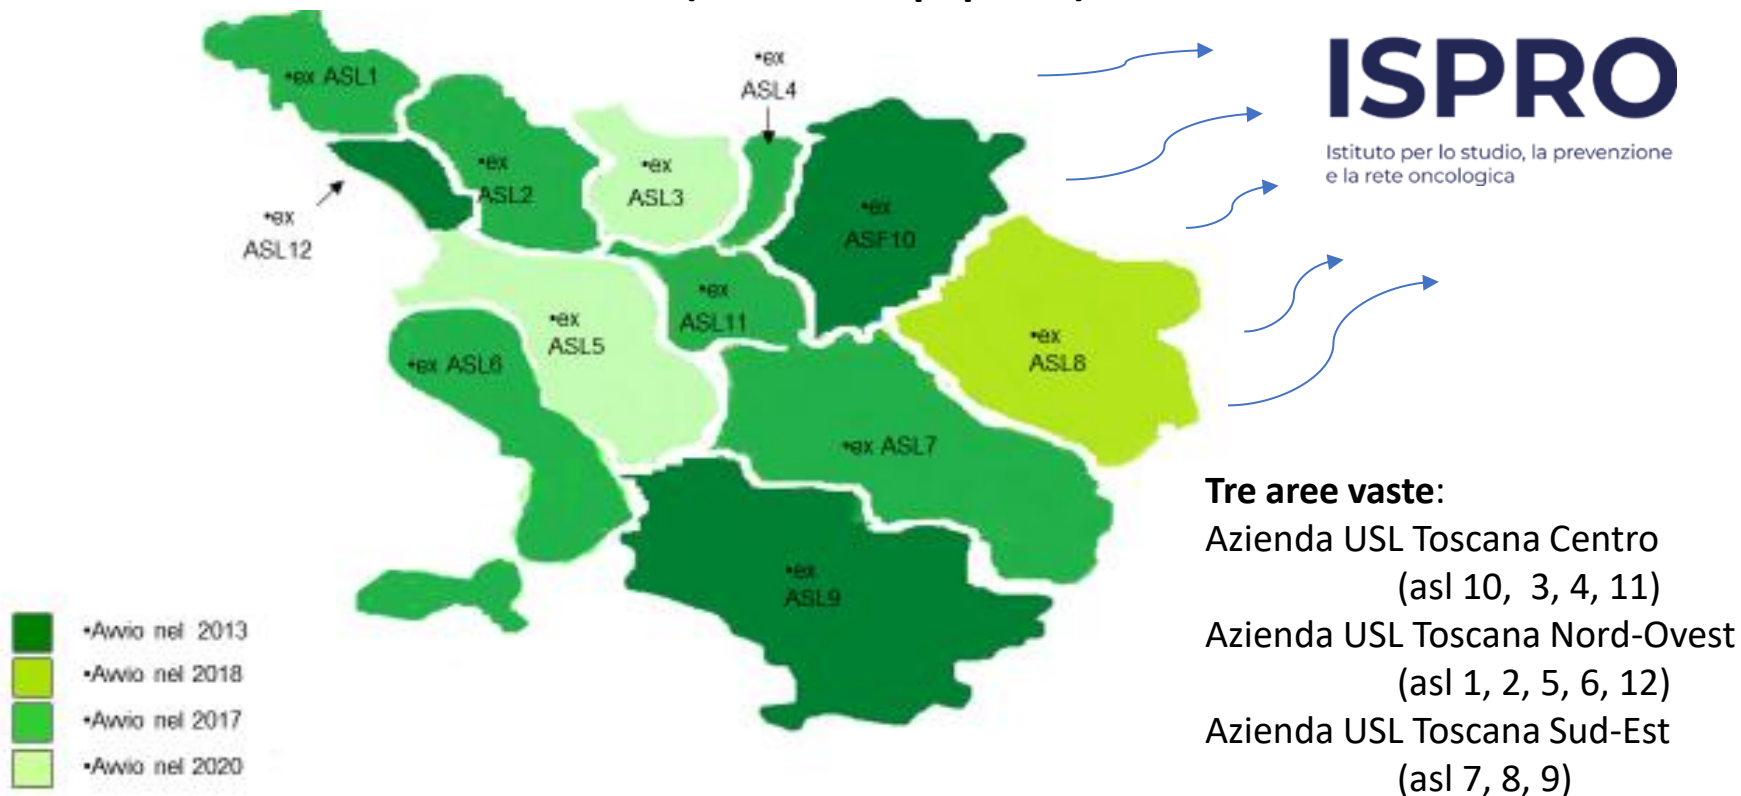 •ex ASL1
•ex
ASL4
ISPRO
Istituto per lo studio, la prevenzione
e la rete oncologica
•ex
ASL2
•ex
ASL3
•ex
ASF10
•ex
ASL12
•ex
ASL11
•ex
ASL5
•ex ASL6
•ex
ASL8
•ex ASL7
•ex
ASL9
Tre aree vaste:
Azienda USL Toscana Centro
(asl 10, 3, 4, 11)
Azienda USL Toscana Nord-Ovest
(asl 1, 2, 5, 6, 12)
Azienda USL Toscana Sud-Est
(asl 7, 8, 9)
•Avvio nel 2013
•Avvio nel 2018
•Avvio nel 2017
•Avvio nel 2020